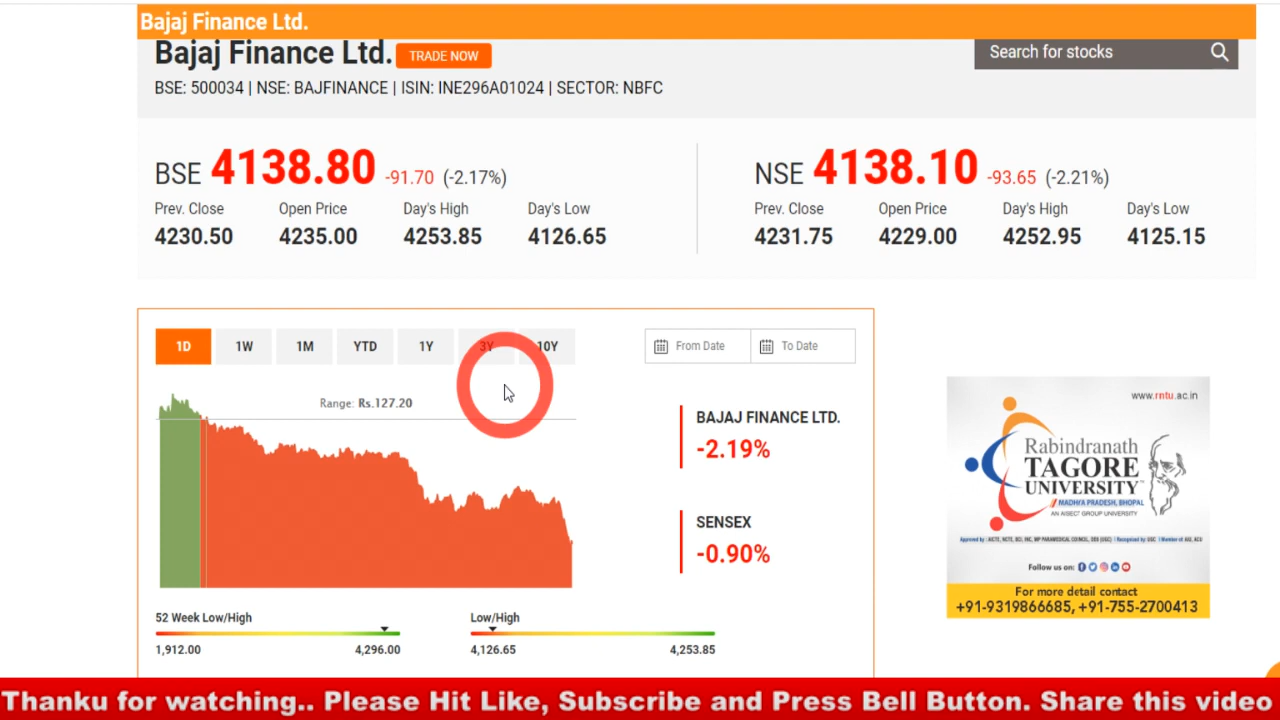 Bajaj Finance Ltd.
Bajaj Finance Ltd. TRADE NOW
Search for stocks
BSE: 500034 | NSE: BAJFINANCE | ISIN: INE296A01024 | SECTOR: NBFC
BSE 4138.80 -91.70 (-2.17%)
Prev. Close Open Price Day's High Day's Low
4230.50 4235.00 4253.85 4126.65
NSE 4138.10 -93.65 (-2.21%)
Prev. Close Open Price Day's High Day's Low
4231.75 4229.00 4252.95 4125.15
1D 1W 1M YTD 1Y 3Y 10Y
From Date To Date
Range: Rs.127.20
BAJAJ FINANCE LTD.
-2.19%
SENSEX
-0.90%
52 Week Low/High
1,912.00 4,296.00
Low/High
4,126.65 4,253.85
www.rntu.ac.in
Rabindranath
TAGORE
UNIVERSITY
MADHYA PRADESH, BHOPAL
AN AISECT GROUP UNIVERSITY
Follow us on:
For more detail contact
+91-9319866685, +91-755-2700413
Thanku for watching.. Please Hit Like, Subscribe and Press Bell Button. Share this video